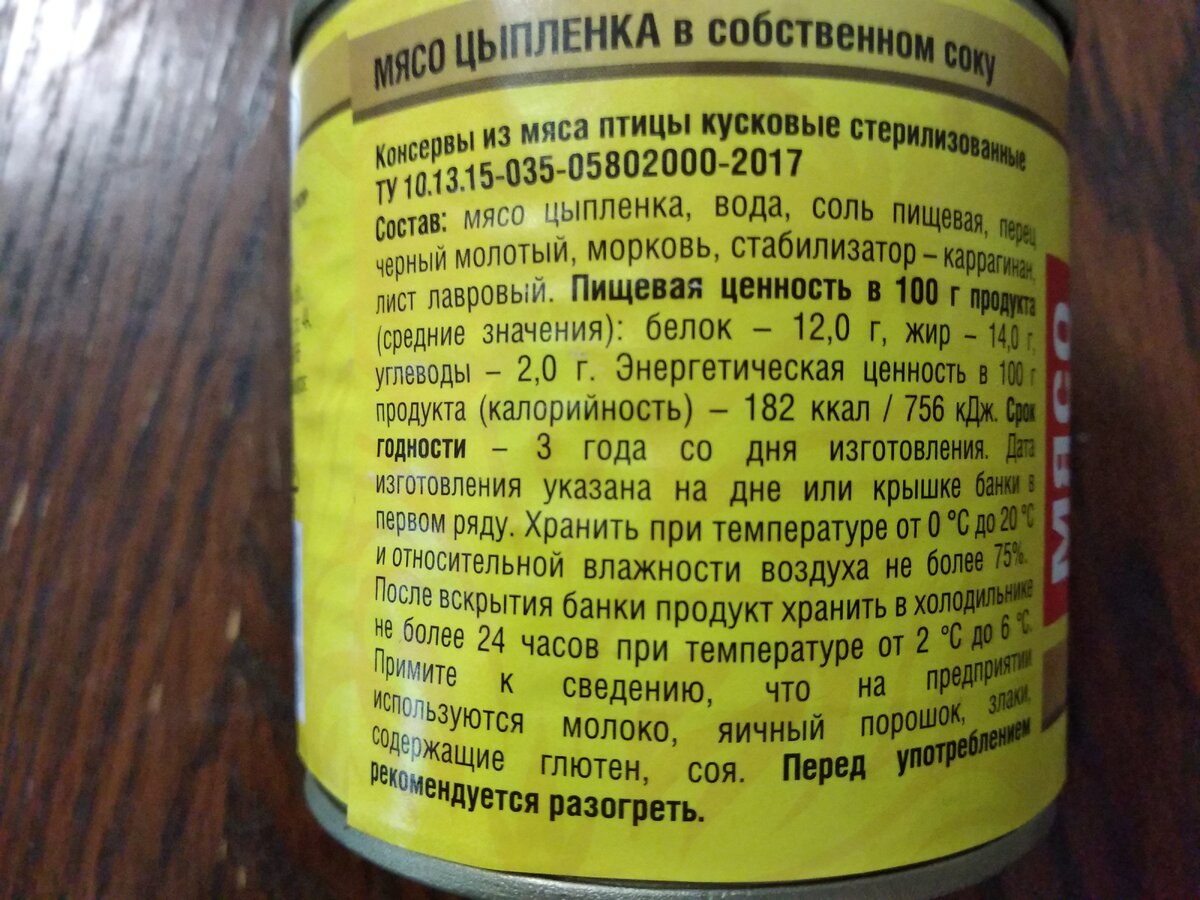 МЯСО ЦЫПЛЕНКА В СОБСТВЕННОМ СОКУ
Консервы из мяса птицы кусковые стерилизованные
ТУ 10.13.15-035-05802000-2017
Состав: мясо цыпленка, вода, соль пищевая, перец
черный молотый, морковь, стабилизатор – каррагинан,
лист лавровый. Пищевая ценность в 100 г продукта
(средние значения): белок – 12,0 г, жир – 14,0 г,
углеводы – 2,0 г. Энергетическая ценность в 100 г
продукта (калорийность) – 182 ккал / 756 кДж. Срок
годности – 3 года со дня изготовления. Дата
изготовления указана на дне или крышке банки в
первом ряду. Хранить при температуре от 0 °С до 20 °С
и относительной влажности воздуха не более 75%.
После вскрытия банки продукт хранить в холодильнике
не более 24 часов при температуре от 2 °С до 6 °С.
Примите к сведению, что на предприятии
используются молоко, яичный порошок, злаки,
содержащие глютен, соя. Перед употреблением
рекомендуется разогреть.
МЯСО